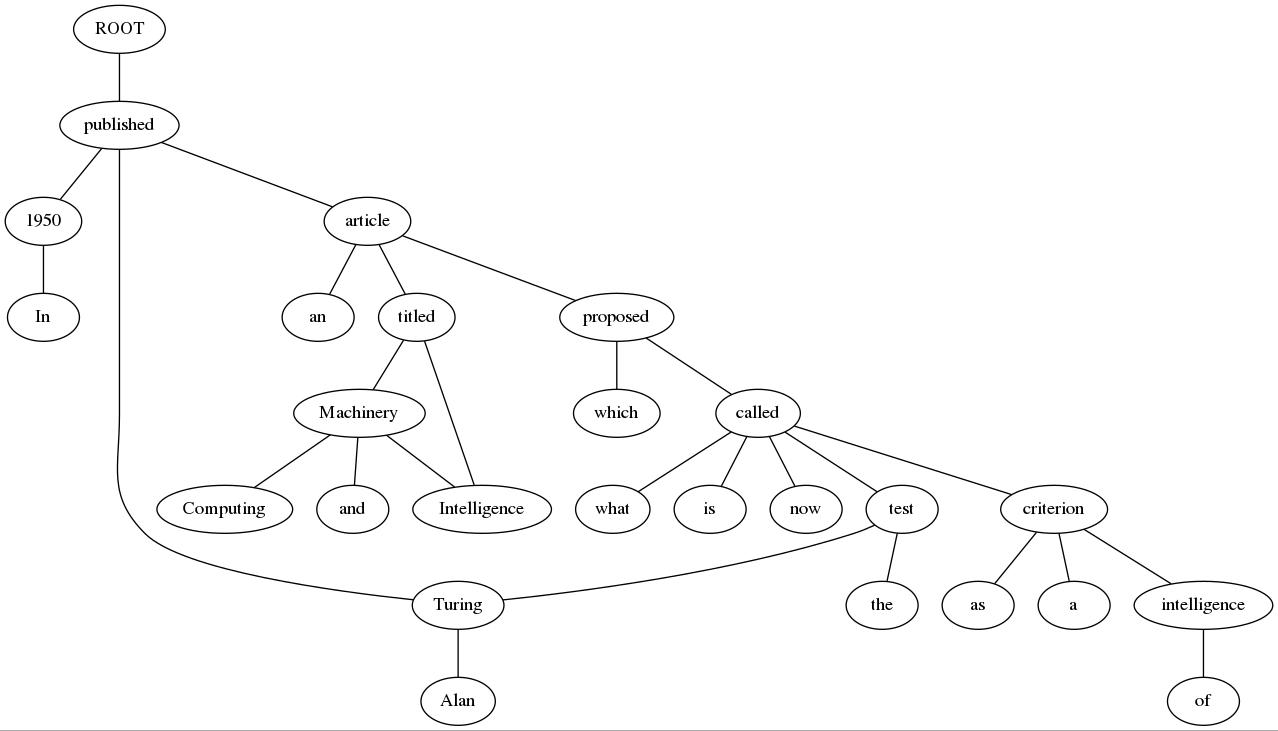 ROOT
published
1950
article
In
an
titled
proposed
Machinery
which
called
Computing
and
Intelligence
what
is
now
test
criterion
Turing
the
as
a
intelligence
Alan
of